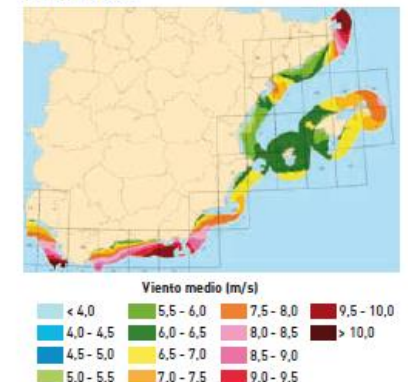 Viento medio (m/s)
< 4,0 5,5 - 6,0 7,5 - 8,0 9,5 - 10,0
4,0 - 4,5 6,0 - 6,5 8,0 - 8,5 > 10,0
4,5 - 5,0 6,5 - 7,0 8,5 - 9,0
5,0 - 5,5 7,0 - 7,5 9,0 - 9,5